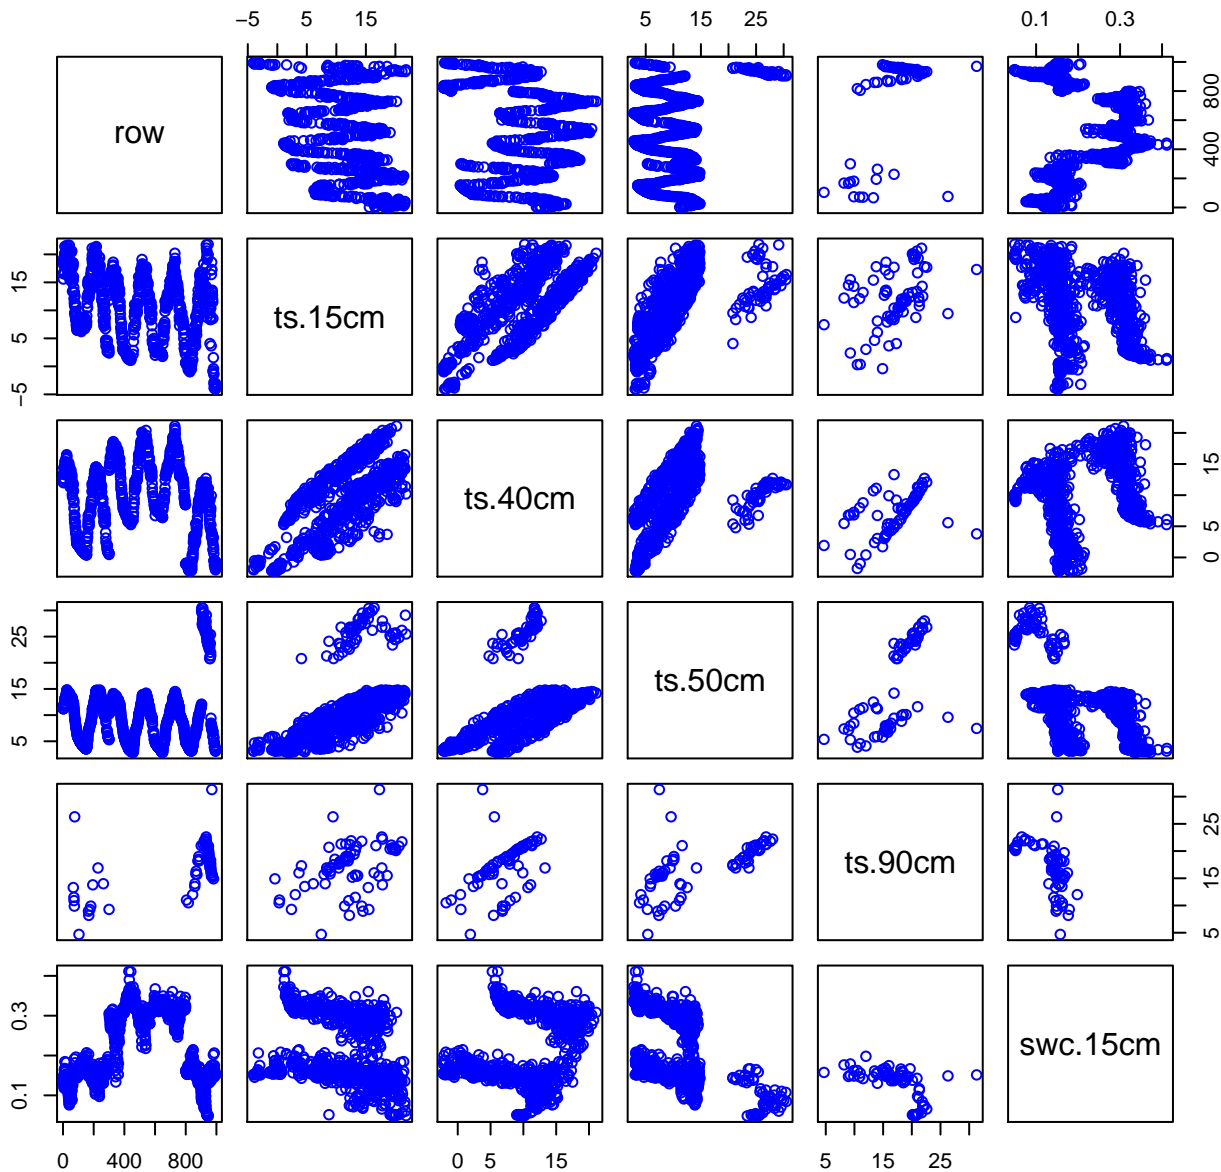 -5 15 5 15 25 0.1 0.3
row 0 400 800
-5 5 15 ts.15cm
ts.40cm 0 5 15
5 15 25 ts.50cm
ts.90cm 5 15 25
0.1 0.3 swc.15cm
0 400 800 0 5 15 5 15 25